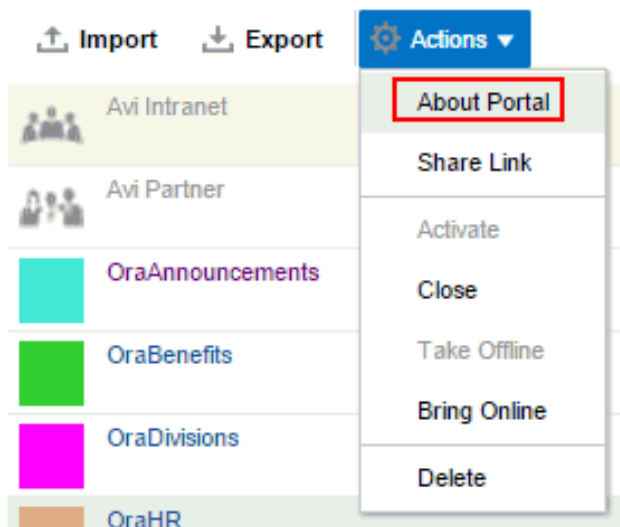 Import Export Actions
Avi Intranet
Avi Partner
OraAnnouncements
OraBenefits
OraDivisions
OraHR
About Portal
Share Link
Activate
Close
Take Offline
Bring Online
Delete